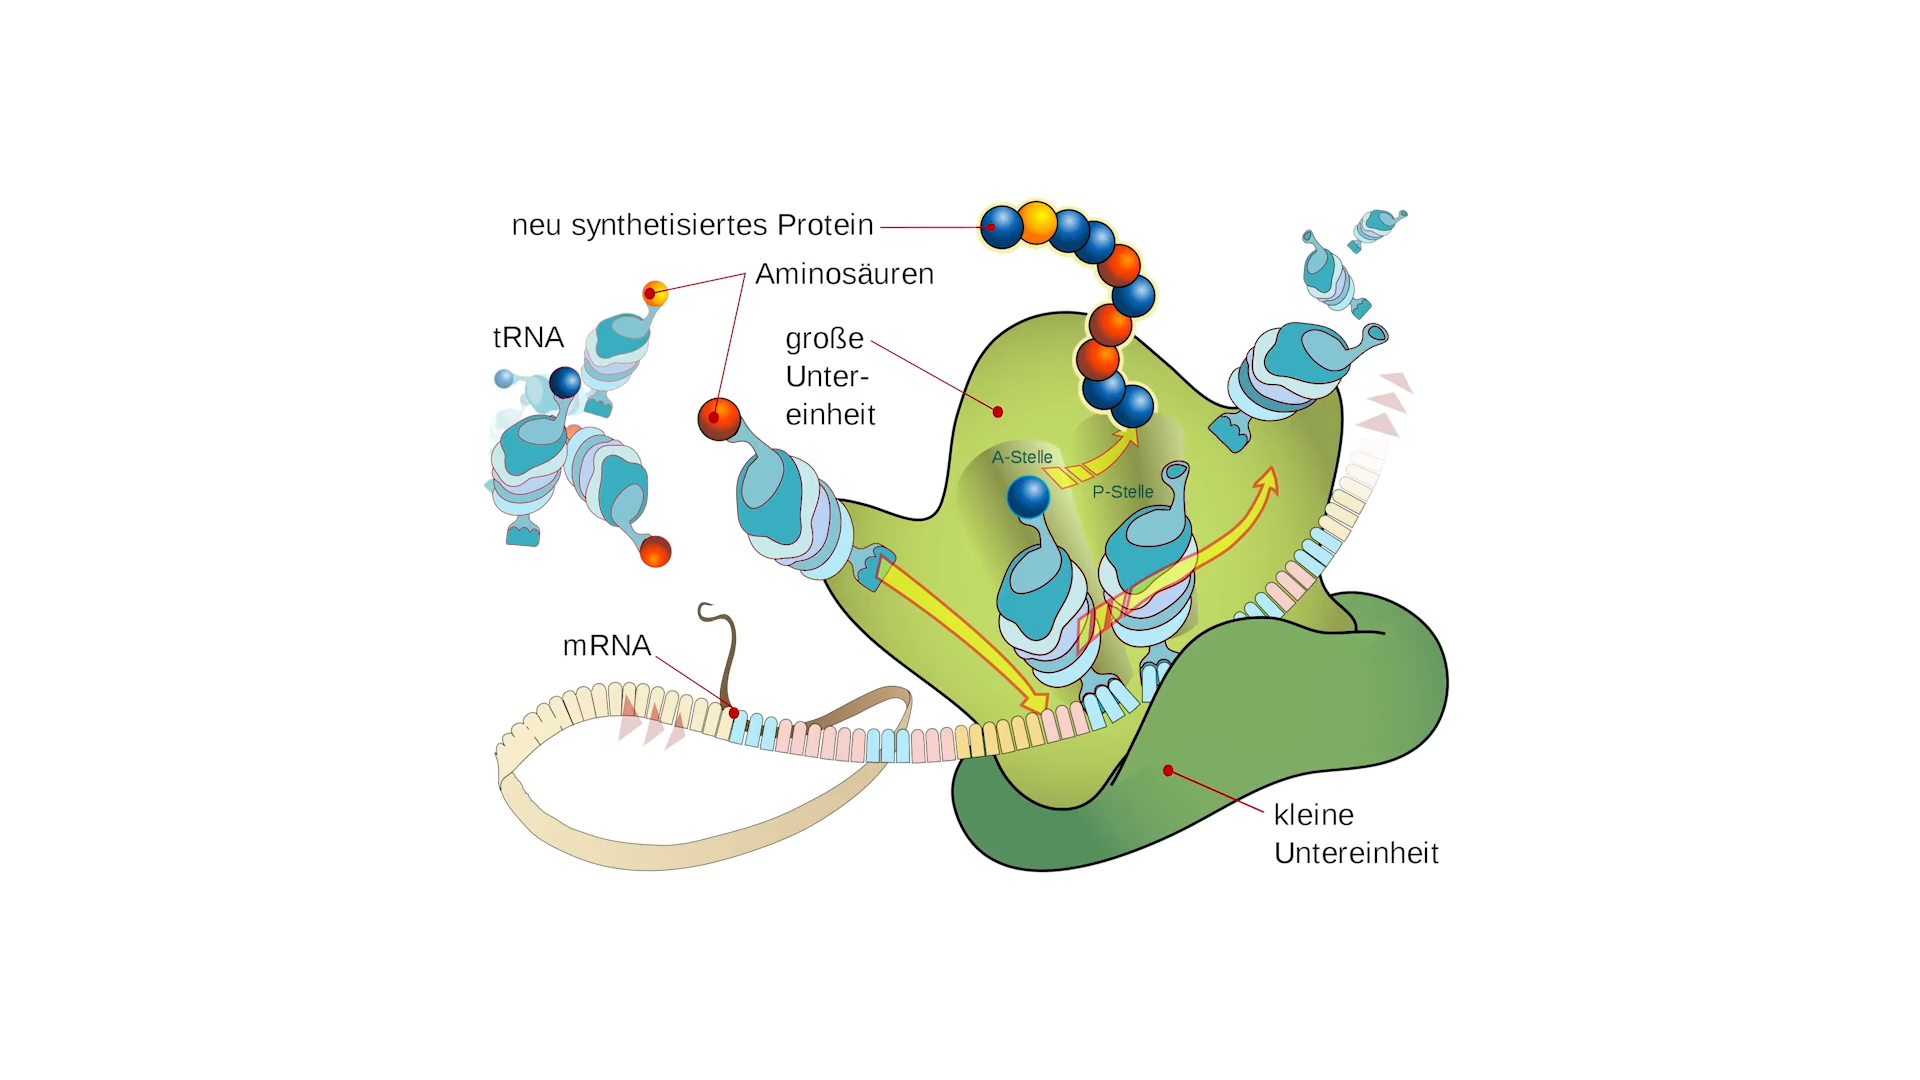 neu synthetisiertes Protein
Aminosäuren
tRNA
große
Unter-
einheit
A-Stelle
P-Stelle
mRNA
kleine
Untereinheit